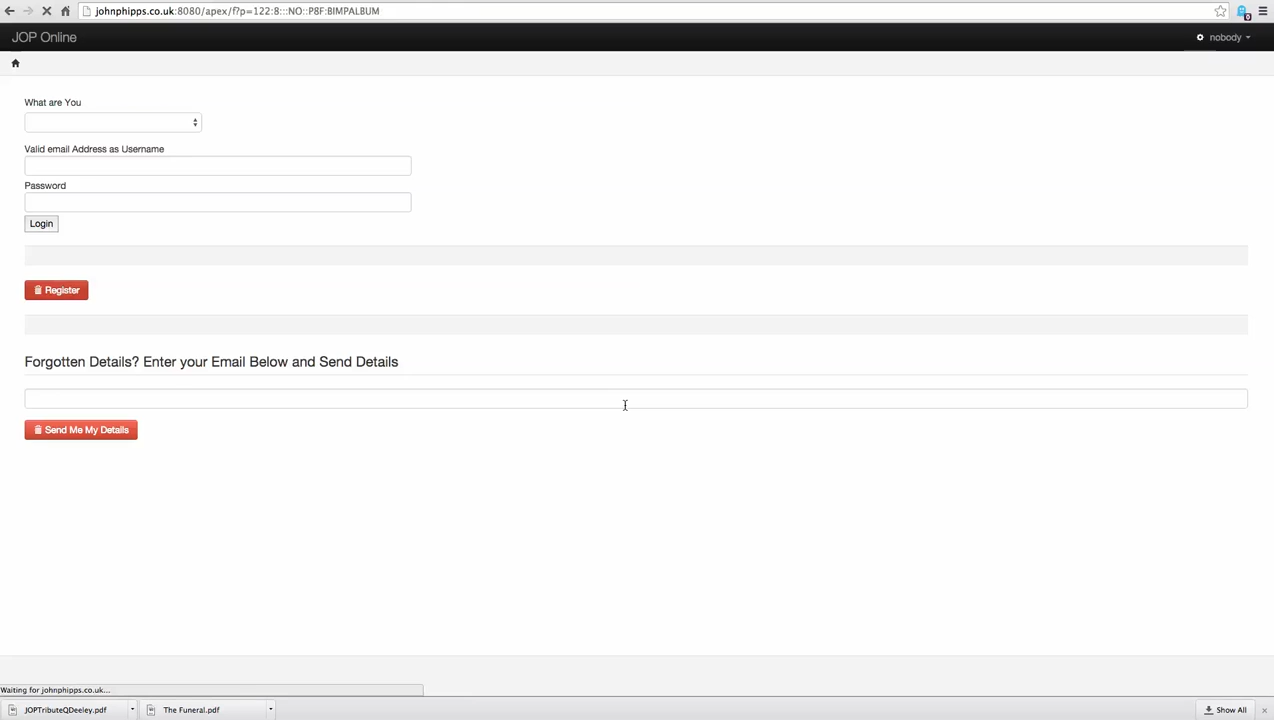 johnphipps.co.uk:8080/apex/f?p=122:8:::NO::P8F:BIMPALBUM
JOP Online
nobody
What are You
Valid email Address as Username
Password
Login
Register
Forgotten Details? Enter your Email Below and Send Details
Send Me My Details
Waiting for johnphipps.co.uk...
JOPTributeQDeeley.pdf
The Funeral.pdf
Show All